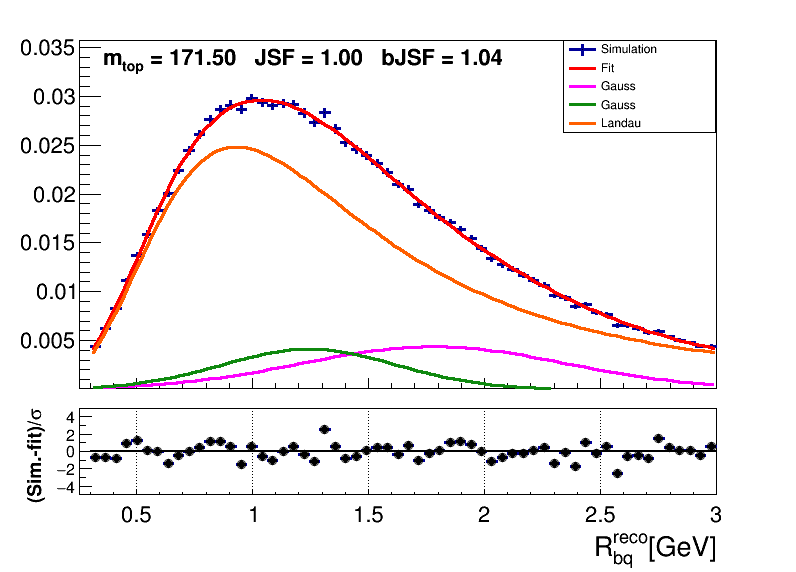 m_top = 171.50 JSF = 1.00 bJSF = 1.04
Simulation
Fit
Gauss
Gauss
Landau
0.035
0.03
0.025
0.02
0.015
0.01
0.005
(Sim.-fit)/σ
4
2
0
−2
−4
0.5 1 1.5 2 2.5 3
R_bq^reco[GeV]